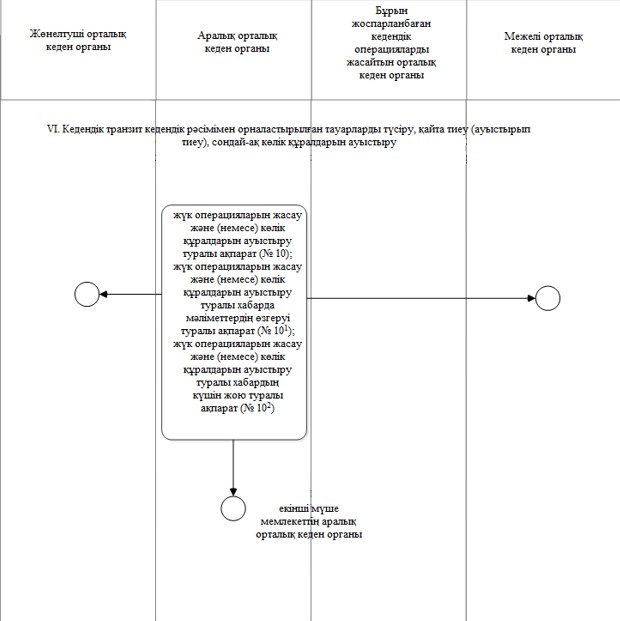 Жөнелтуші орталық
кеден органы
Аралық орталық
кеден органы
Бұрын
жоспарланбаған
кедендік
операцияларды
жасайтын орталық
кеден органы
Межелі орталық
кеден органы
VI. Кедендік транзит кедендік рәсімімен орналастырылған тауарларды түсіру, қайта тиеу (ауыстырып
тиеу), сондай-ақ көлік құралдарын ауыстыру
жүк операцияларын жасау
және (немесе) көлік
құралдарын ауыстыру
туралы ақпарат (№ 10);
жүк операцияларын жасау
және (немесе) көлік
құралдарын ауыстыру
туралы хабарда
мәліметтердің өзгеруі
туралы ақпарат (№ 10¹);
жүк операцияларын жасау
және (немесе) көлік
құралдарын ауыстыру
туралы хабардың
күшін жою туралы
ақпарат (№ 10²)
екінші мүше
мемлекеттің аралық
орталық кеден органы